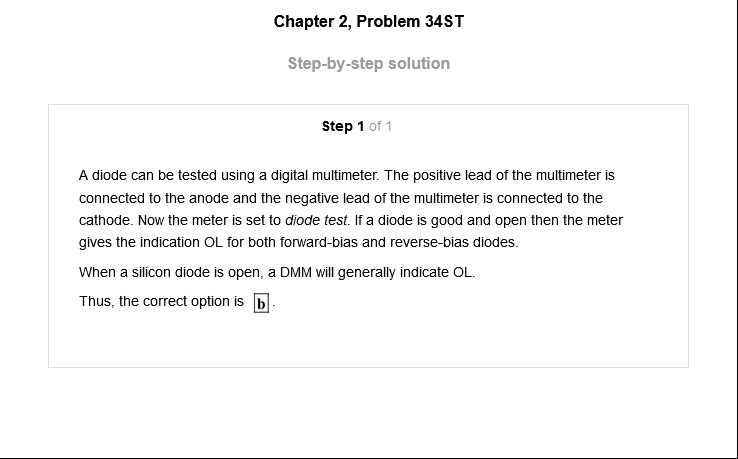 Chapter 2, Problem 34ST
Step-by-step solution
Step 1 of 1
A diode can be tested using a digital multimeter. The positive lead of the multimeter is
connected to the anode and the negative lead of the multimeter is connected to the
cathode. Now the meter is set to diode test. If a diode is good and open then the meter
gives the indication OL for both forward-bias and reverse-bias diodes.
When a silicon diode is open, a DMM will generally indicate OL.
Thus, the correct option is b.